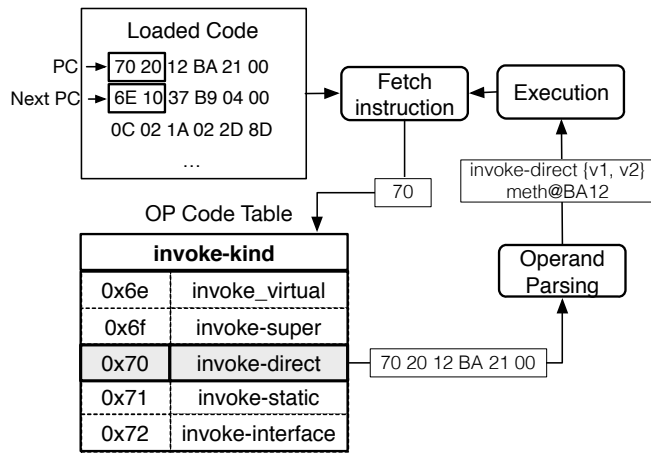 Loaded Code
PC
70 20 12 BA 21 00
Next PC
6E 10 37 B9 04 00
0C 02 1A 02 2D 8D
...
Fetch
instruction
Execution
70
invoke-direct {v1, v2}
meth@BA12
OP Code Table
invoke-kind
0x6e invoke_virtual
0x6f invoke-super
0x70 invoke-direct
0x71 invoke-static
0x72 invoke-interface
70 20 12 BA 21 00
Operand
Parsing